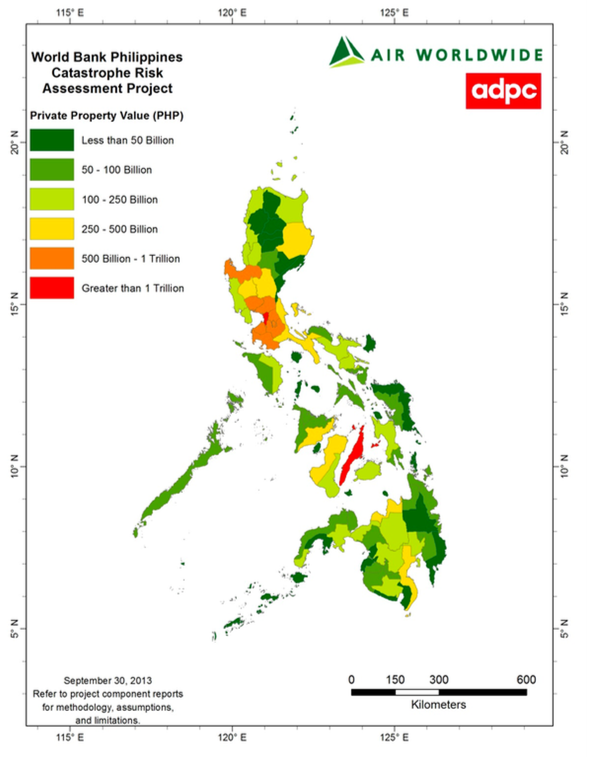 115° E 120° E 125° E
World Bank Philippines
Catastrophe Risk
Assessment Project
AIR WORLDWIDE
adpc
Private Property Value (PHP)
Less than 50 Billion
50 - 100 Billion
100 - 250 Billion
250 - 500 Billion
500 Billion - 1 Trillion
Greater than 1 Trillion
20° N 20° N
15° N 15° N
10° N 10° N
5° N 5° N
September 30, 2013
Refer to project component reports
for methodology, assumptions,
and limitations.
0 150 300 600
Kilometers
115° E 120° E 125° E